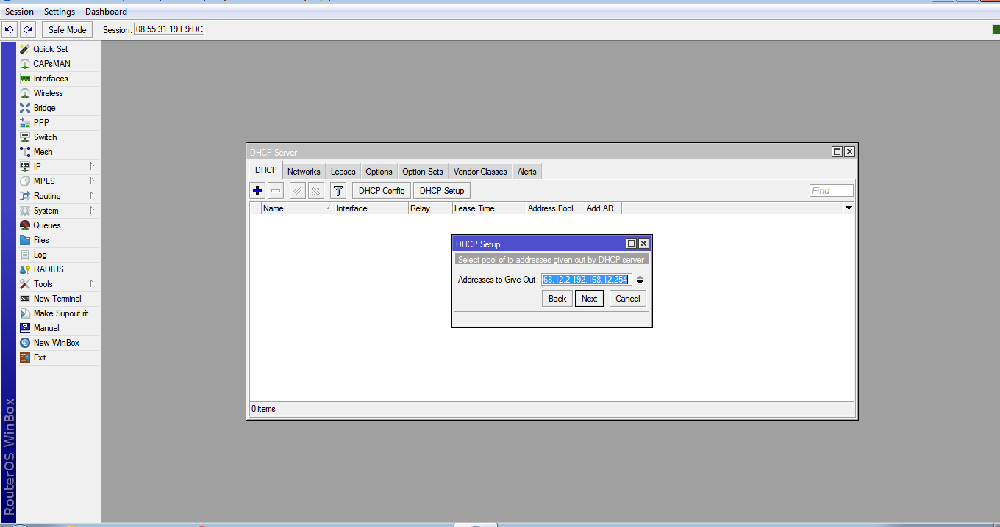 Session Settings Dashboard
Safe Mode Session: 08:55:31:19:E9:DC
Quick Set
CAPsMAN
Interfaces
Wireless
Bridge
PPP
Switch
Mesh
IP
MPLS
Routing
System
Queues
Files
Log
RADIUS
Tools
New Terminal
Make Supout.rif
Manual
New WinBox
Exit
RouterOS WinBox
DHCP Server
DHCP Networks Leases Options Option Sets Vendor Classes Alerts
DHCP Config DHCP Setup Find
Name Interface Relay Lease Time Address Pool Add AR...
DHCP Setup
Select pool of ip addresses given out by DHCP server
Addresses to Give Out: 68.12.2-192.168.12.254
Back Next Cancel
0 items